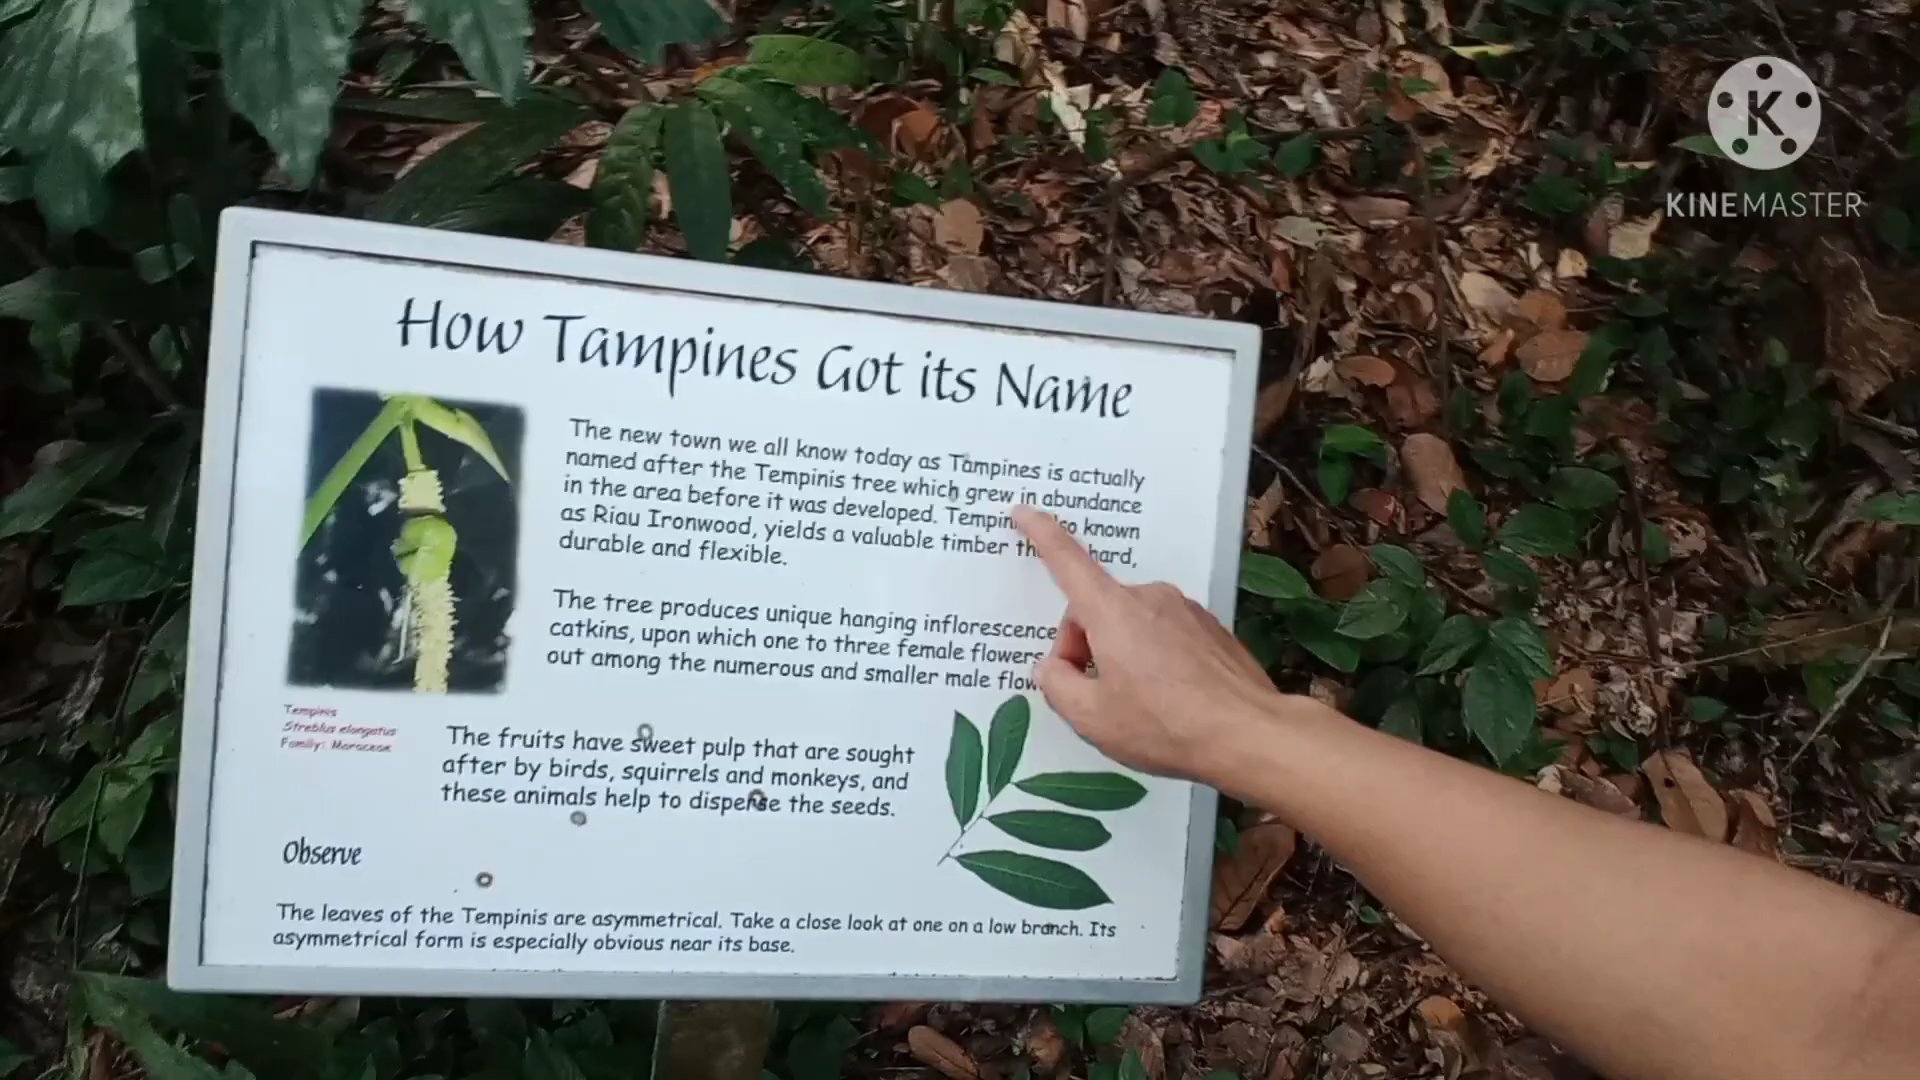 KINEMASTER
How Tampines Got its Name
The new town we all know today as Tampines is actually
named after the Tempinis tree which grew in abundance
in the area before it was developed. known
as Riau Ironwood, yields a valuable timber hard,
durable and flexible.
The tree produces unique hanging inflorescence
catkins, upon which one to three female flowers
out among the numerous and smaller male
Tempinis
Streblus elongatus
Family: Moraceae
The fruits have sweet pulp that are sought
after by birds, squirrels and monkeys, and
these animals help to disperse the seeds.
Observe
The leaves of the Tempinis are asymmetrical. Take a close look at one on a low branch. Its
asymmetrical form is especially obvious near its base.